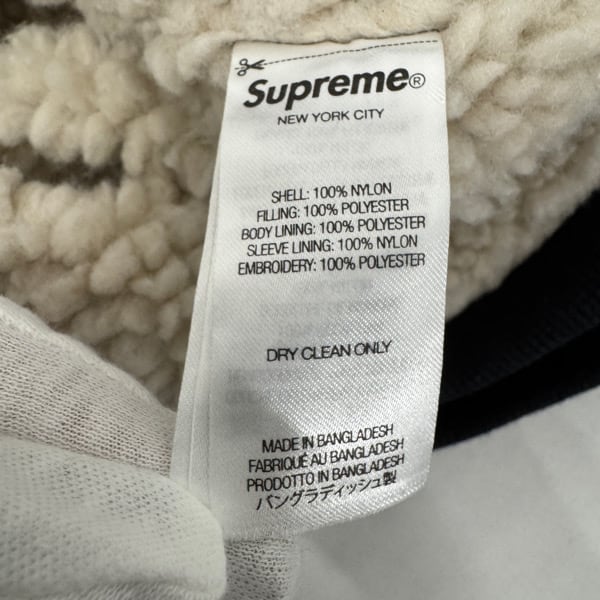 Supreme®
NEW YORK CITY
SHELL: 100% NYLON
FILLING: 100% POLYESTER
BODY LINING: 100% POLYESTER
SLEEVE LINING: 100% NYLON
EMBROIDERY: 100% POLYESTER
DRY CLEAN ONLY
MADE IN BANGLADESH
FABRIQUÉ AU BANGLADESH
PRODOTTO IN BANGLADESH
バングラディッシュ製